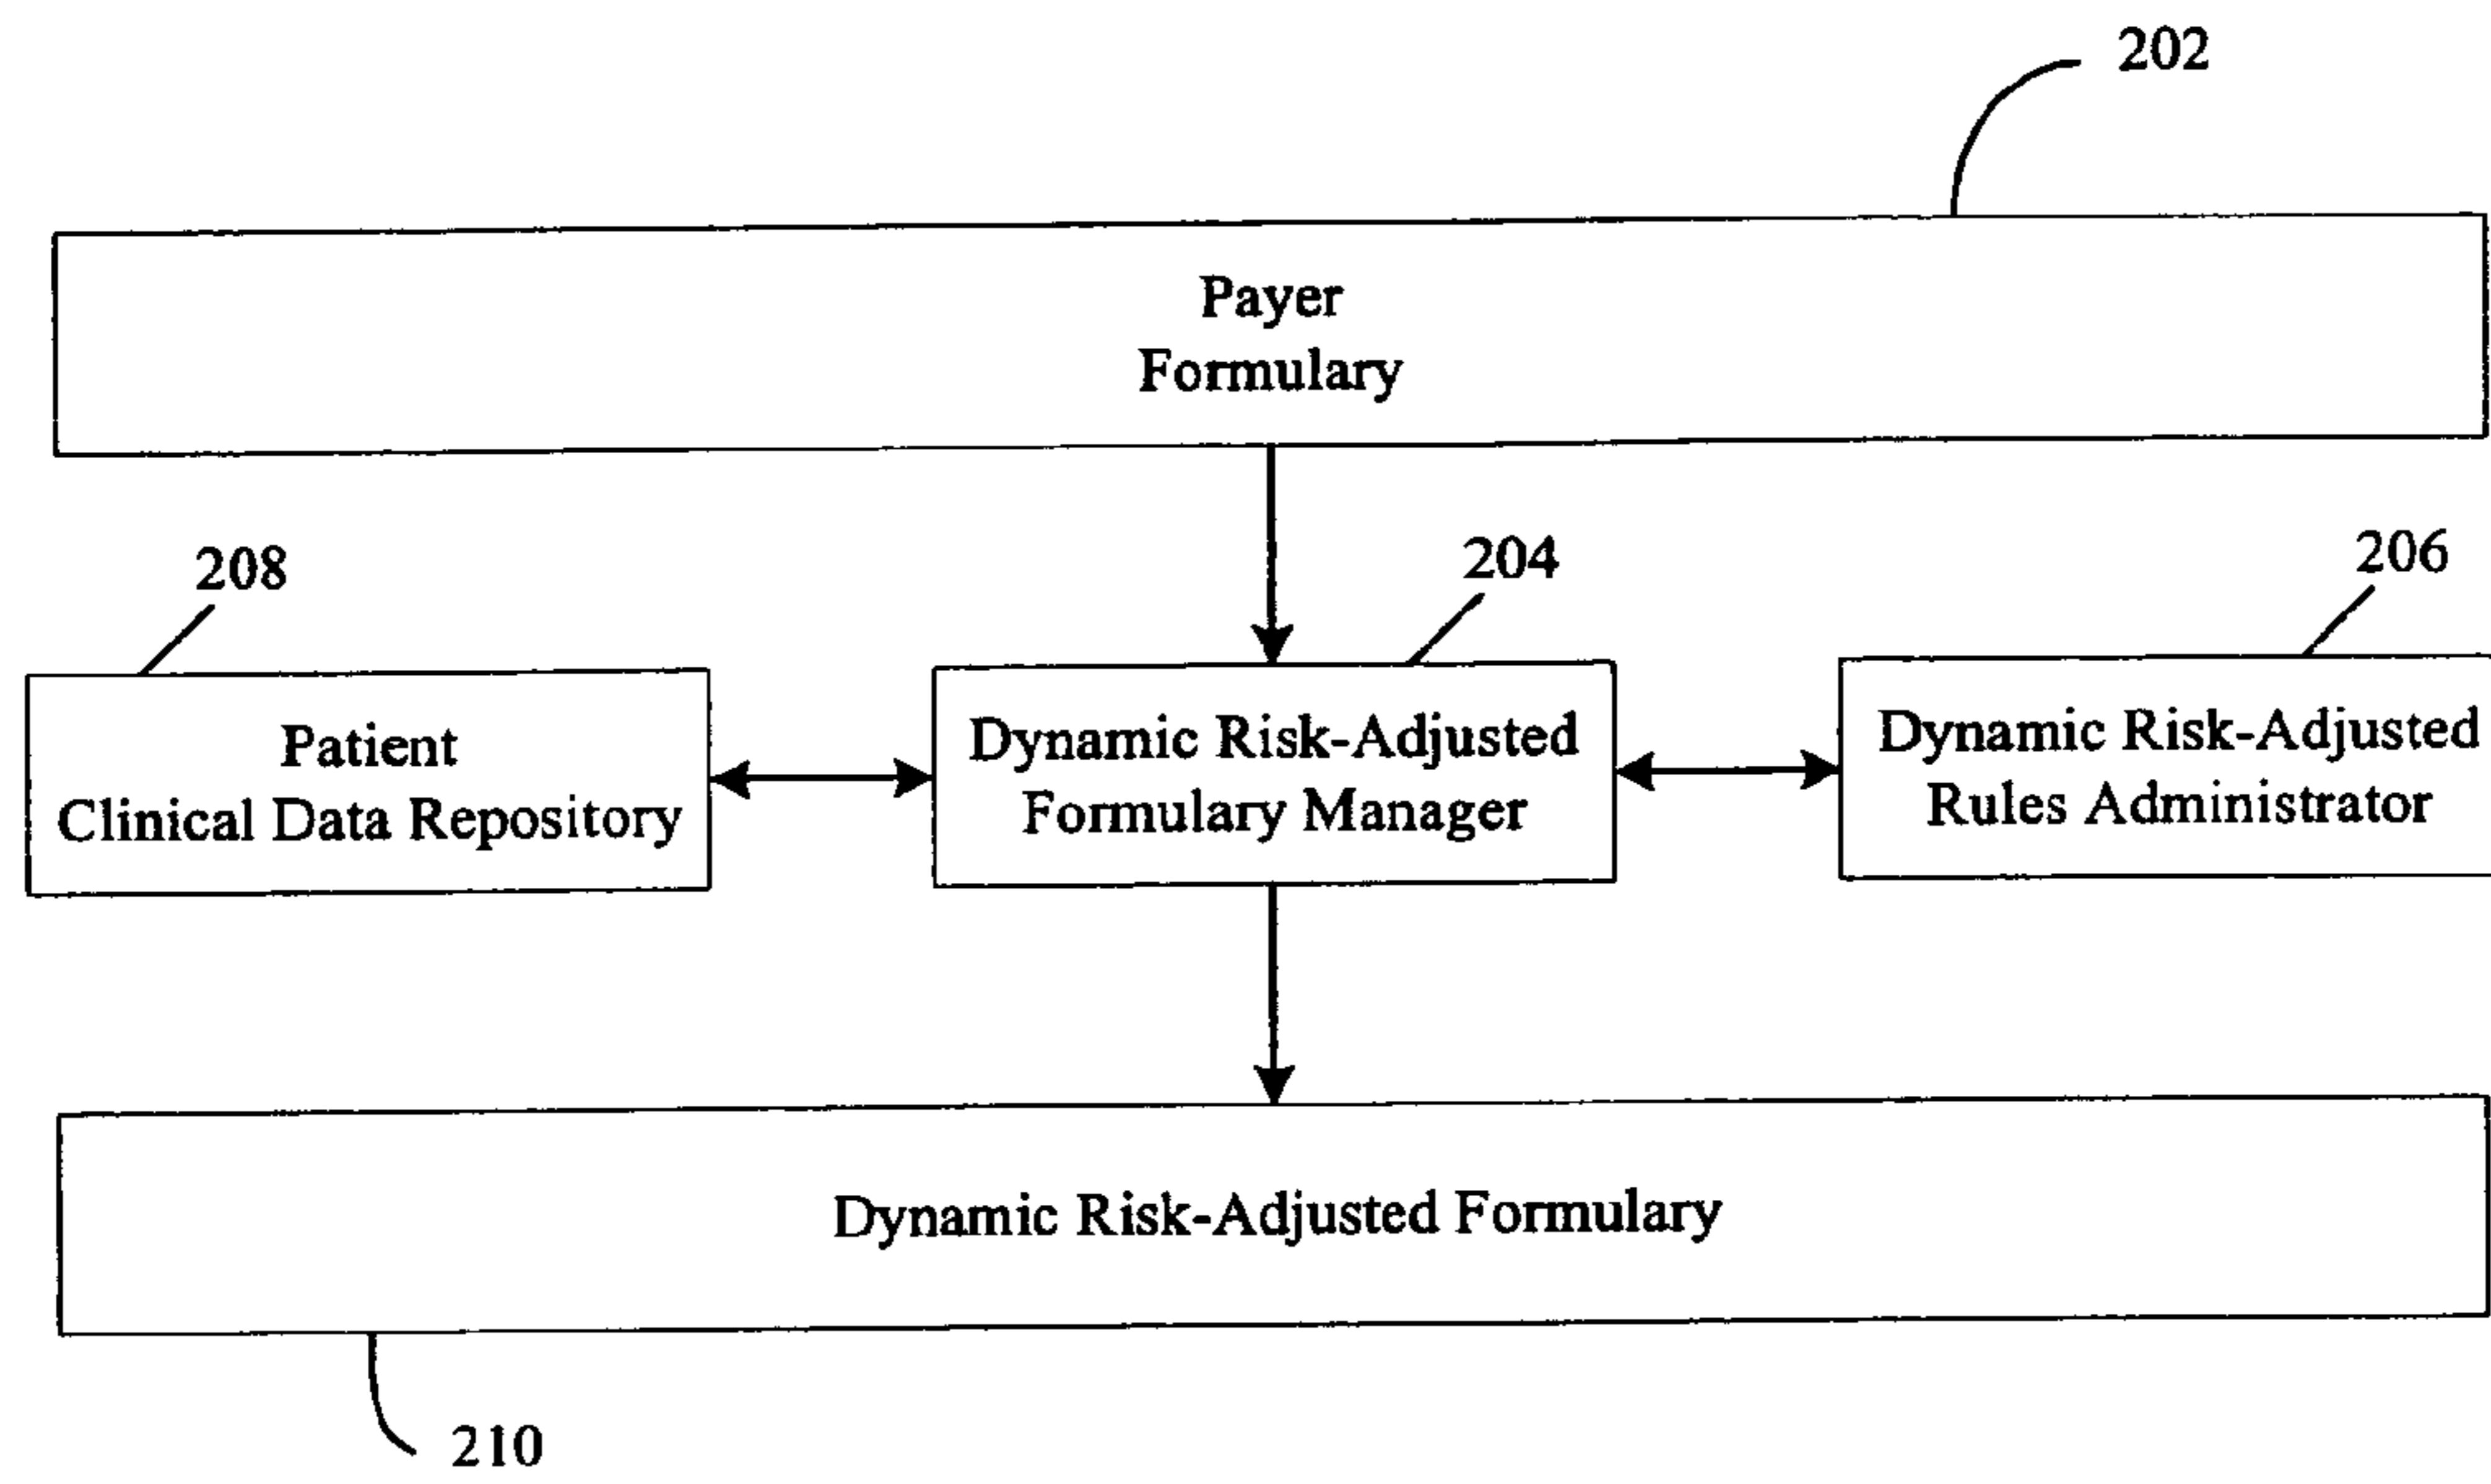 202
Payer
Formulary
208
204
206
Patient
Clinical Data Repository
Dynamic Risk-Adjusted
Formulary Manager
Dynamic Risk-Adjusted
Rules Administrator
Dynamic Risk-Adjusted Formulary
210